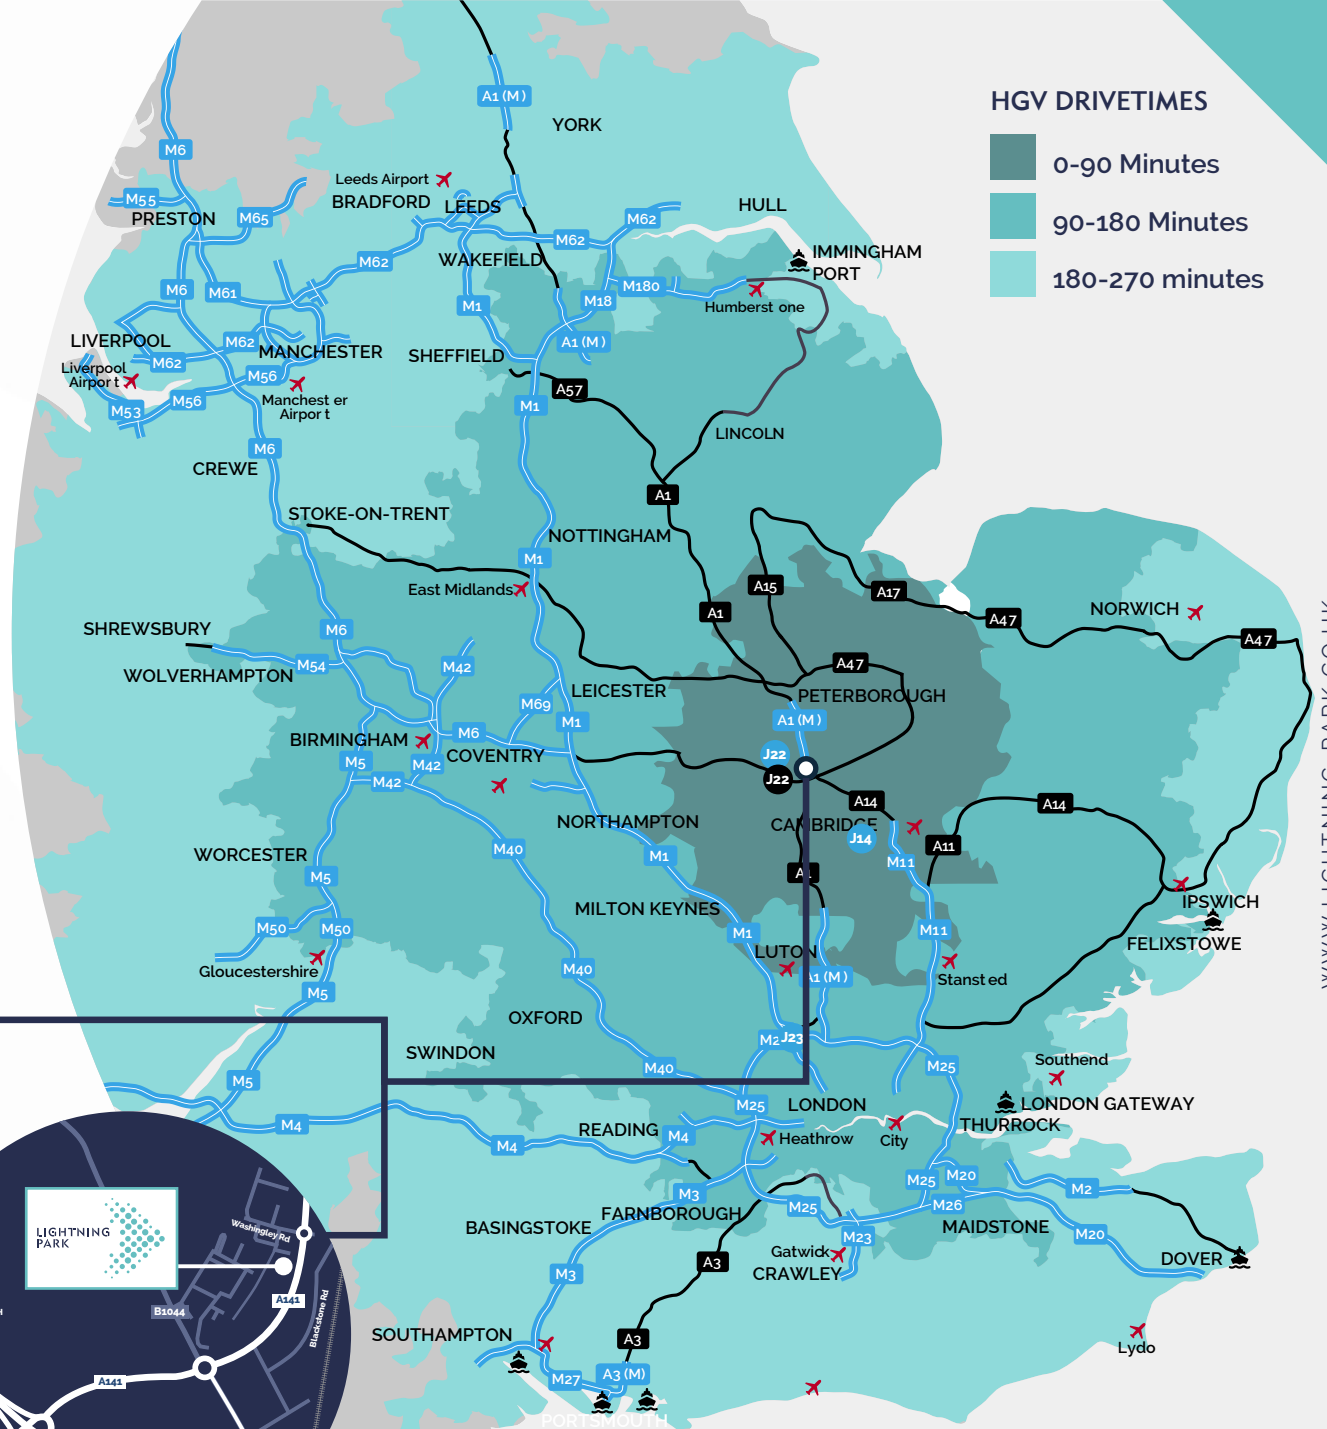 HGV DRIVETIMES
0-90 Minutes
90-180 Minutes
180-270 minutes
A1 (M )
YORK
M6
Leeds Airport
BRADFORD
LEEDS
M55
PRESTON
M65
HULL
M62
M62
WAKEFIELD
M62
IMMINGHAM
PORT
M6
M61
M180
M18
M1
Humberst one
LIVERPOOL
M62
M62
MANCHESTER
A1 (M )
SHEFFIELD
Liverpool
Airpor t
M56
M56
M53
Manchest er
Airpor t
A57
M1
LINCOLN
M6
CREWE
A1
STOKE-ON-TRENT
NOTTINGHAM
M1
East Midlands
A15
A17
A1
A47
NORWICH
A47
SHREWSBURY
M6
M54
WOLVERHAMPTON
M42
A47
LEICESTER
PETERBOROUGH
M69
M1
A1 (M )
BIRMINGHAM
M6
COVENTRY
M5
M42
M42
J22
J22
A14
A14
NORTHAMPTON
CAMBRIDGE
J14
A11
M11
M40
M1
WORCESTER
M5
A1
IPSWICH
FELIXSTOWE
MILTON KEYNES
M50
M50
M1
M11
LUTON
Gloucestershire
M40
A1 (M )
Stanst ed
M5
OXFORD
SWINDON
J23
M25
Southend
M40
M5
M25
LONDON
LONDON GATEWAY
THURROCK
M4
READING
M4
M4
Heathrow
City
M25
M20
M2
M3
M26
FARNBOROUGH
M25
BASINGSTOKE
MAIDSTONE
M20
M23
Gatwick
CRAWLEY
A3
M3
DOVER
SOUTHAMPTON
A3
Lydo
M27
A3 (M)
PORTSMOUTH
LIGHTNING
PARK
Washingley Rd
B1044
A141
Blackstone Rd
A141